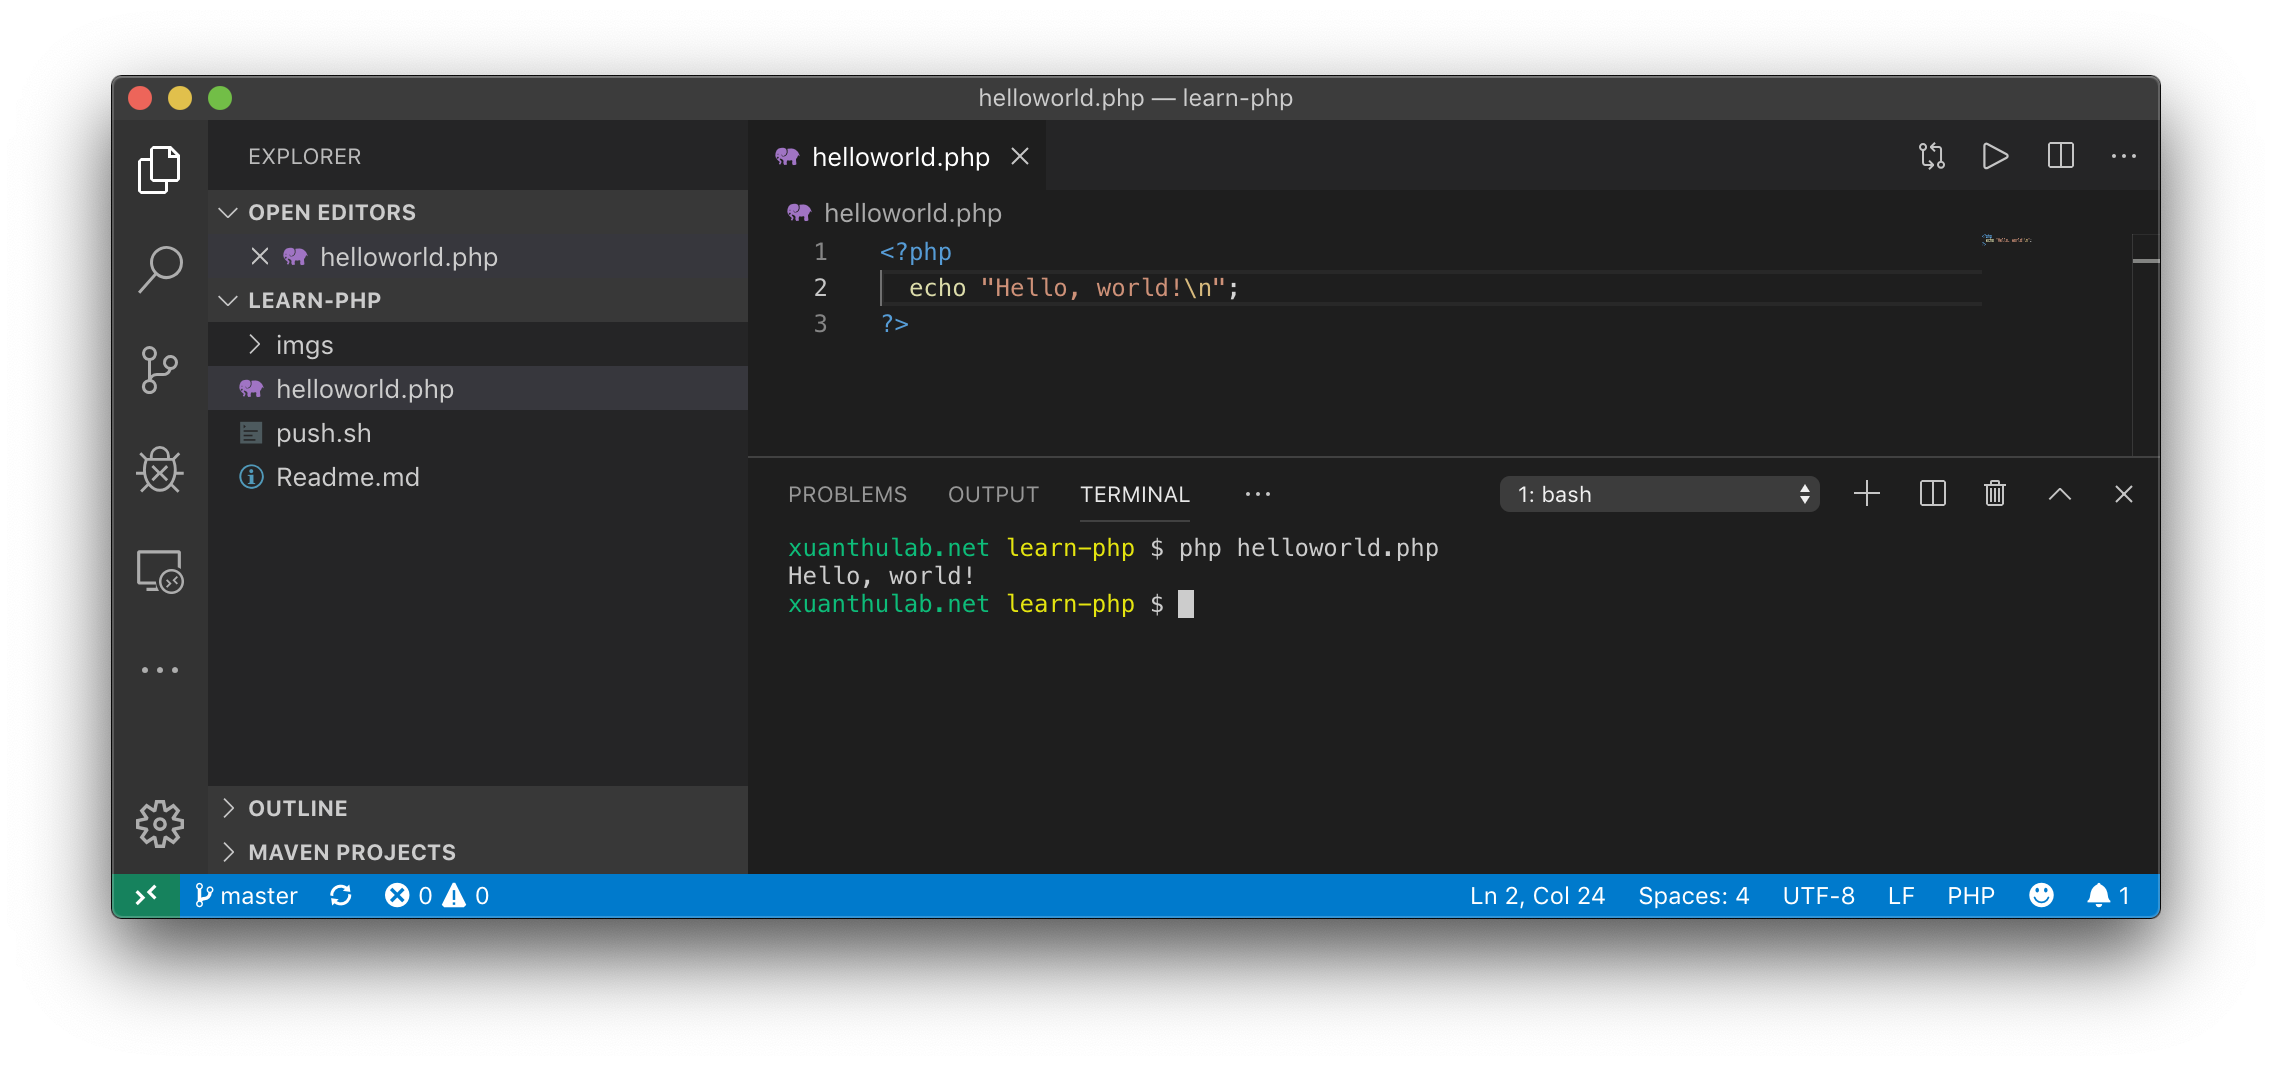 helloworld.php — learn-php
EXPLORER
OPEN EDITORS
helloworld.php
LEARN-PHP
imgs
helloworld.php
push.sh
Readme.md
OUTLINE
MAVEN PROJECTS
helloworld.php
helloworld.php
1 <?php
2 echo "Hello, world!\n";
3 ?>
PROBLEMS OUTPUT TERMINAL ··· 1: bash
xuanthulab.net learn-php $ php helloworld.php
Hello, world!
xuanthulab.net learn-php $
master 0 0 Ln 2, Col 24 Spaces: 4 UTF-8 LF PHP 1